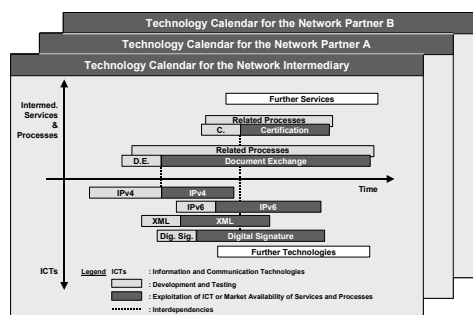 Technology Calendar for the Network Partner B
Technology Calendar for the Network Partner A
Technology Calendar for the Network Intermediary
Intermed.
Services
&
Processes
Further Services
Related Processes
C. Certification
Related Processes
D.E. Document Exchange
Time
IPv4 IPv4
IPv6 IPv6
XML XML
Dig. Sig. Digital Signature
Further Technologies
ICTs
Legend ICTs : Information and Communication Technologies
: Development and Testing
: Exploitation of ICT or Market Availability of Services and Processes
: Interdependencies